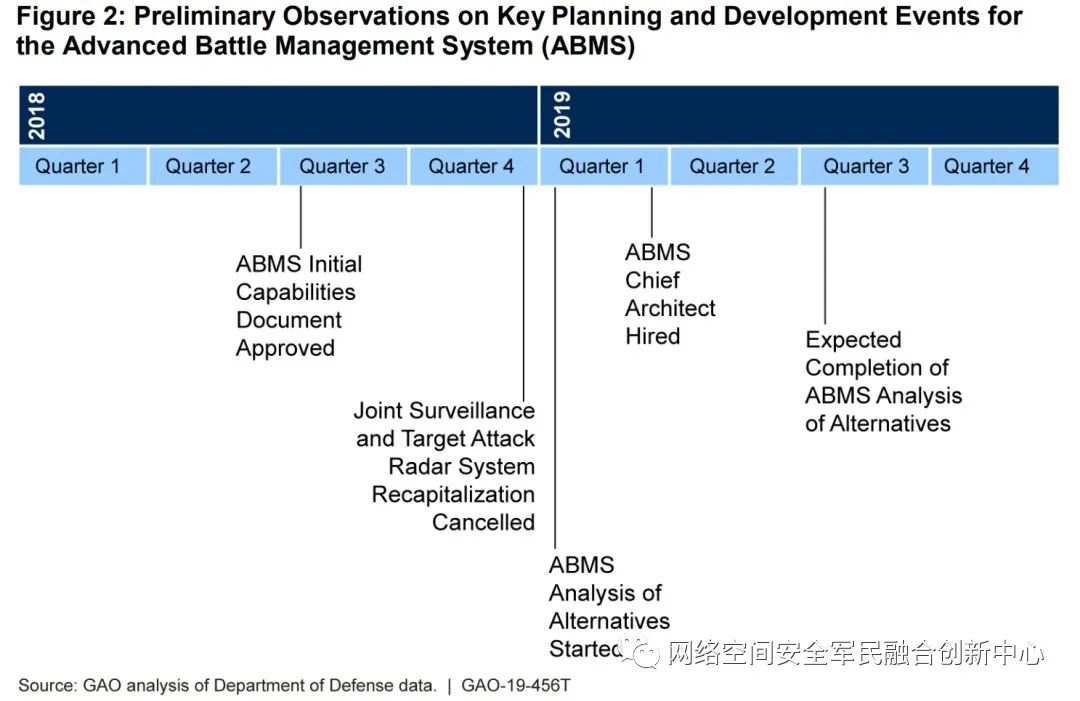 Figure 2: Preliminary Observations on Key Planning and Development Events for
the Advanced Battle Management System (ABMS)
2018
2019
Quarter 1
Quarter 2
Quarter 3
Quarter 4
Quarter 1
Quarter 2
Quarter 3
Quarter 4
ABMS Initial
Capabilities
Document
Approved
Joint Surveillance
and Target Attack
Radar System
Recapitalization
Cancelled
ABMS
Analysis of
Alternatives
Started
ABMS
Chief
Architect
Hired
Expected
Completion of
ABMS Analysis
of Alternatives
网络空间安全军民融合创新中心
Source: GAO analysis of Department of Defense data. | GAO-19-456T